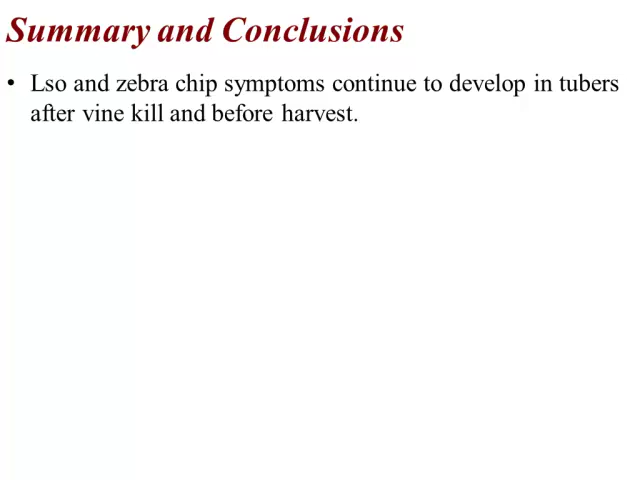 Summary and Conclusions
• Lso and zebra chip symptoms continue to develop in tubers
after vine kill and before harvest.